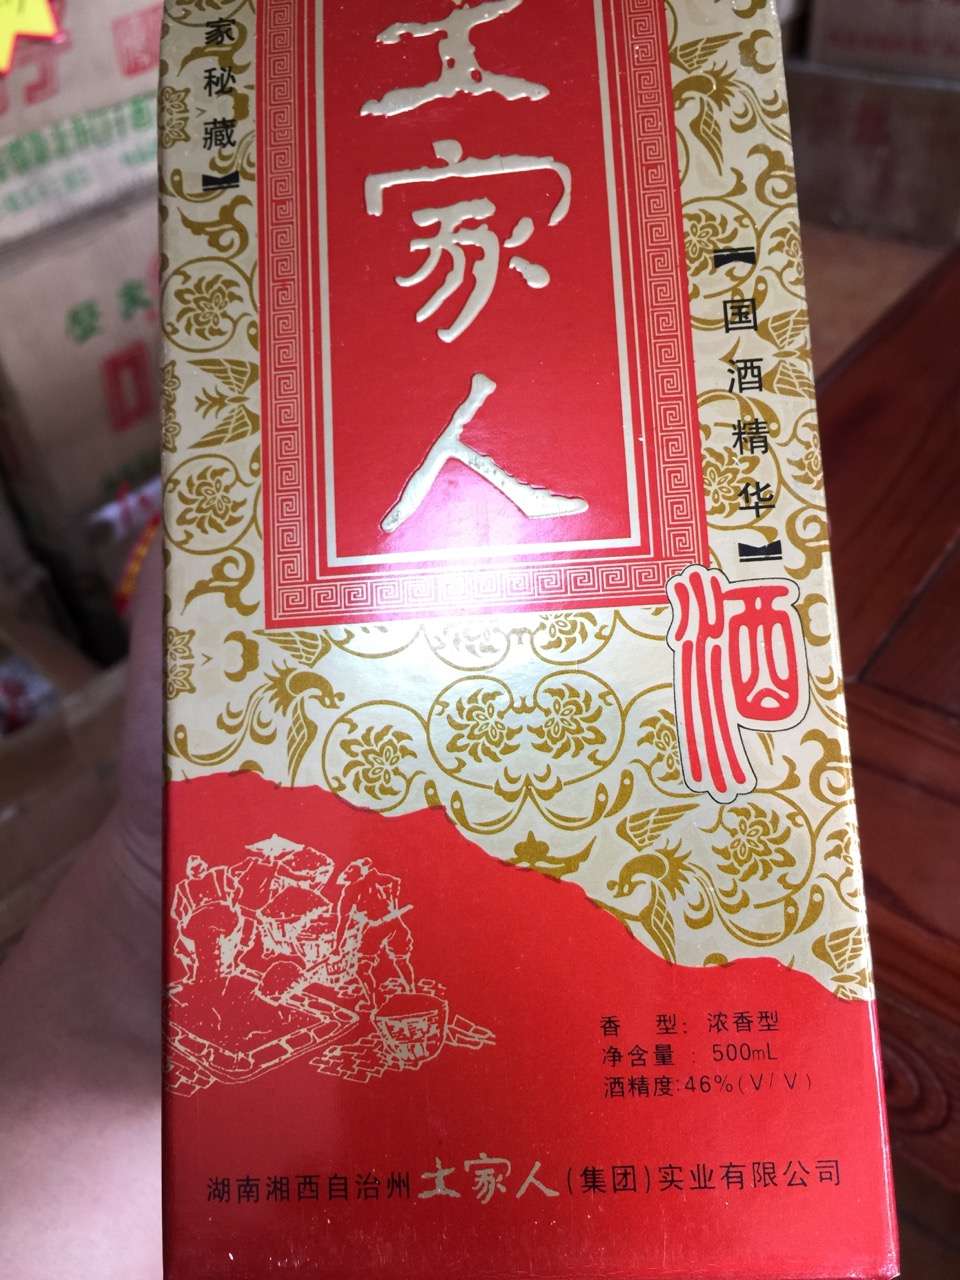 家秘藏】
土家人
【国酒精华】
酒
香 型：浓香型
净含量：500mL
酒精度：46%(V/V)
湖南湘西自治州土家人(集团)实业有限公司